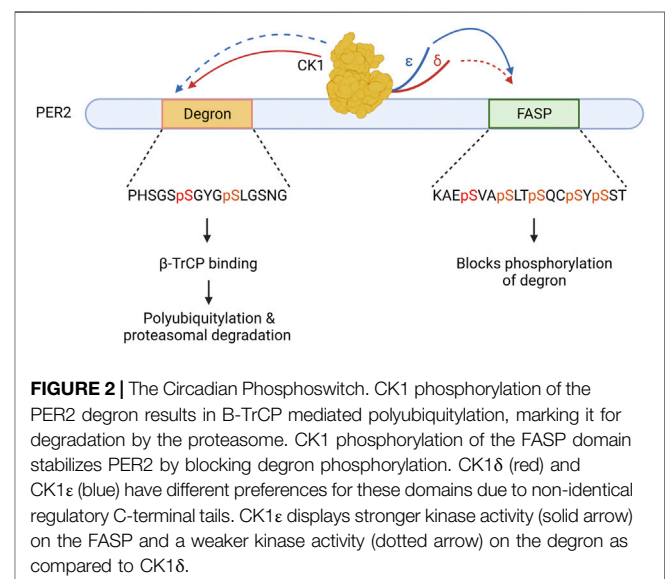 CK1
ε
δ
PER2
Degron
FASP
PHSGSpSGYGpSLGSNG
KAEpSVApSLTpSQCpSYpSST
β-TrCP binding
Blocks phosphorylation
of degron
Polyubiquitylation &
proteasomal degradation
FIGURE 2 | The Circadian Phosphoswitch. CK1 phosphorylation of the
PER2 degron results in B-TrCP mediated polyubiquitylation, marking it for
degradation by the proteasome. CK1 phosphorylation of the FASP domain
stabilizes PER2 by blocking degron phosphorylation. CK1δ (red) and
CK1ε (blue) have different preferences for these domains due to non-identical
regulatory C-terminal tails. CK1ε displays stronger kinase activity (solid arrow)
on the FASP and a weaker kinase activity (dotted arrow) on the degron as
compared to CK1δ.